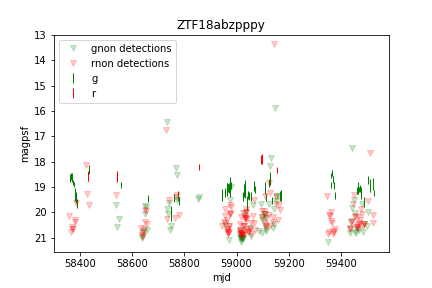 ZTF18abzpppy
13
14
15
16
17
18
19
20
21
magpsf
gnon detections
rnon detections
g
r
58400
58600
58800
59000
59200
59400
mjd